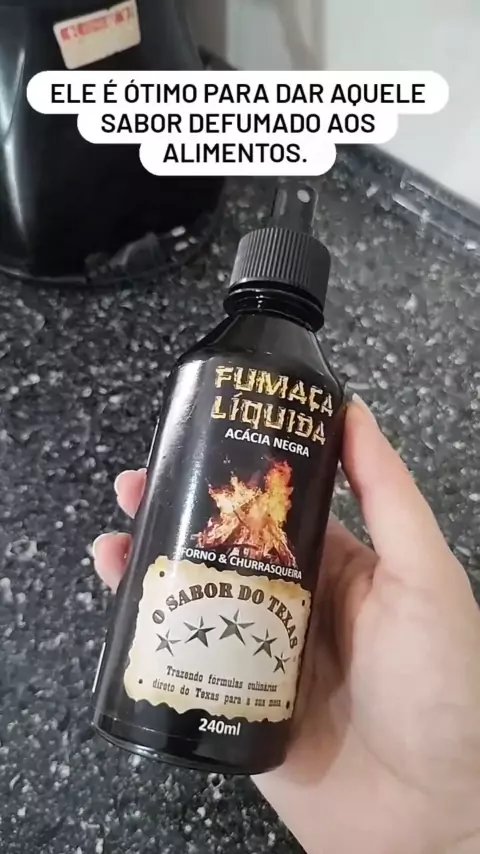 ELE É ÓTIMO PARA DAR AQUELE
SABOR DEFUMADO AOS
ALIMENTOS.
FUMAÇA
LÍQUIDA
ACÁCIA NEGRA
FORNO & CHURRASQUEIRA
O SABOR DO TEXAS
Trazendo fórmulas culinárias
direto do Texas para a sua mesa
240ml